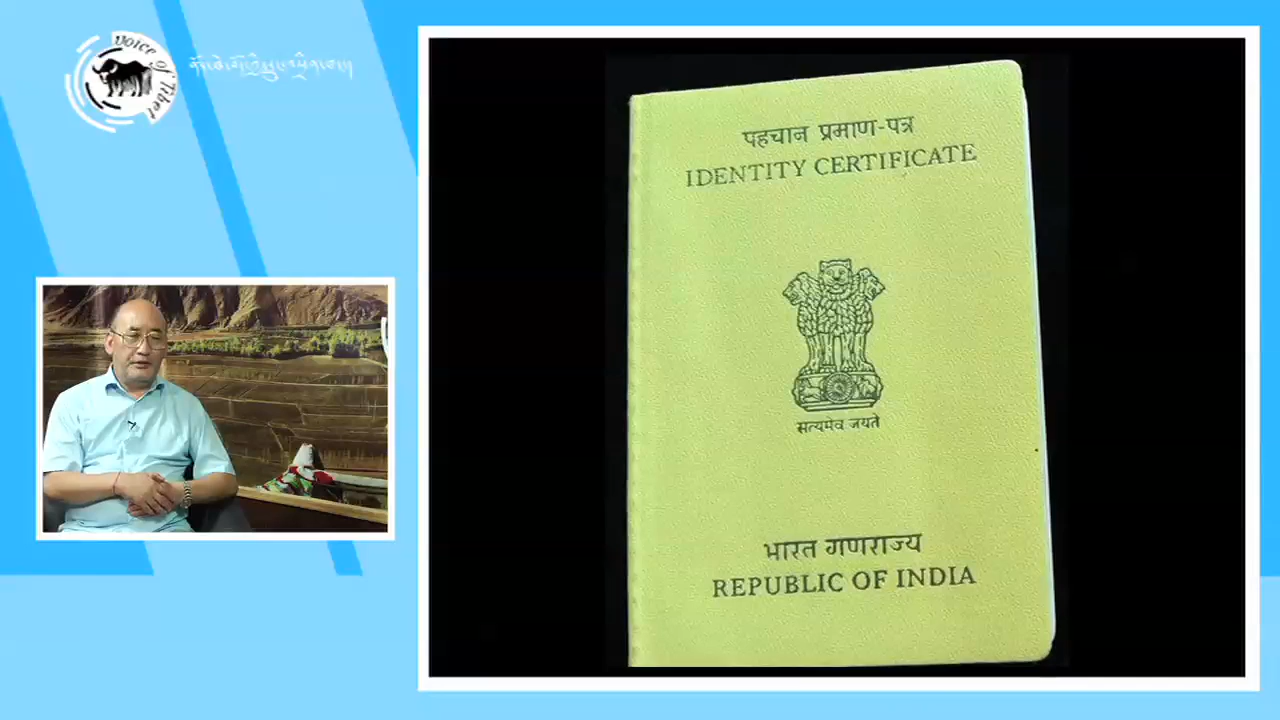 Voice of Tibet
पहचान प्रमाण-पत्र
IDENTITY CERTIFICATE
सत्यमेव जयते
भारत गणराज्य
REPUBLIC OF INDIA